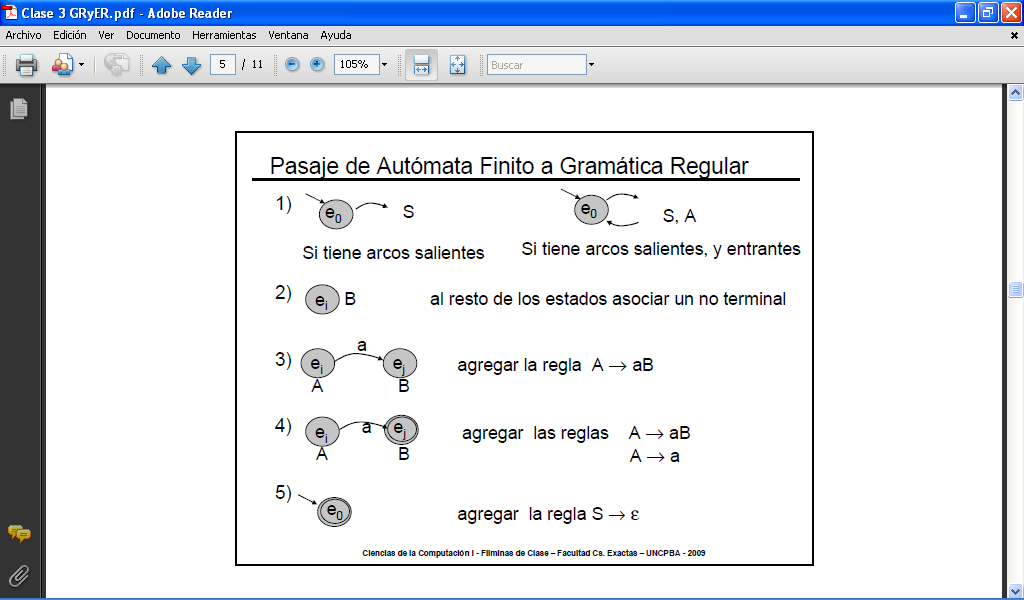 Clase 3 GRyER.pdf - Adobe Reader
Archivo Edición Ver Documento Herramientas Ventana Ayuda
5 / 11 105% Buscar
Pasaje de Autómata Finito a Gramática Regular
1) e0 S e0 S, A
Si tiene arcos salientes Si tiene arcos salientes, y entrantes
2) ei B al resto de los estados asociar un no terminal
a
3) ei ej agregar la regla A → aB
A B
4) ei a ej agregar las reglas A → aB
A B A → a
5) e0 agregar la regla S → ε
Ciencias de la Computación I - Filminas de Clase – Facultad Cs. Exactas – UNCPBA - 2009